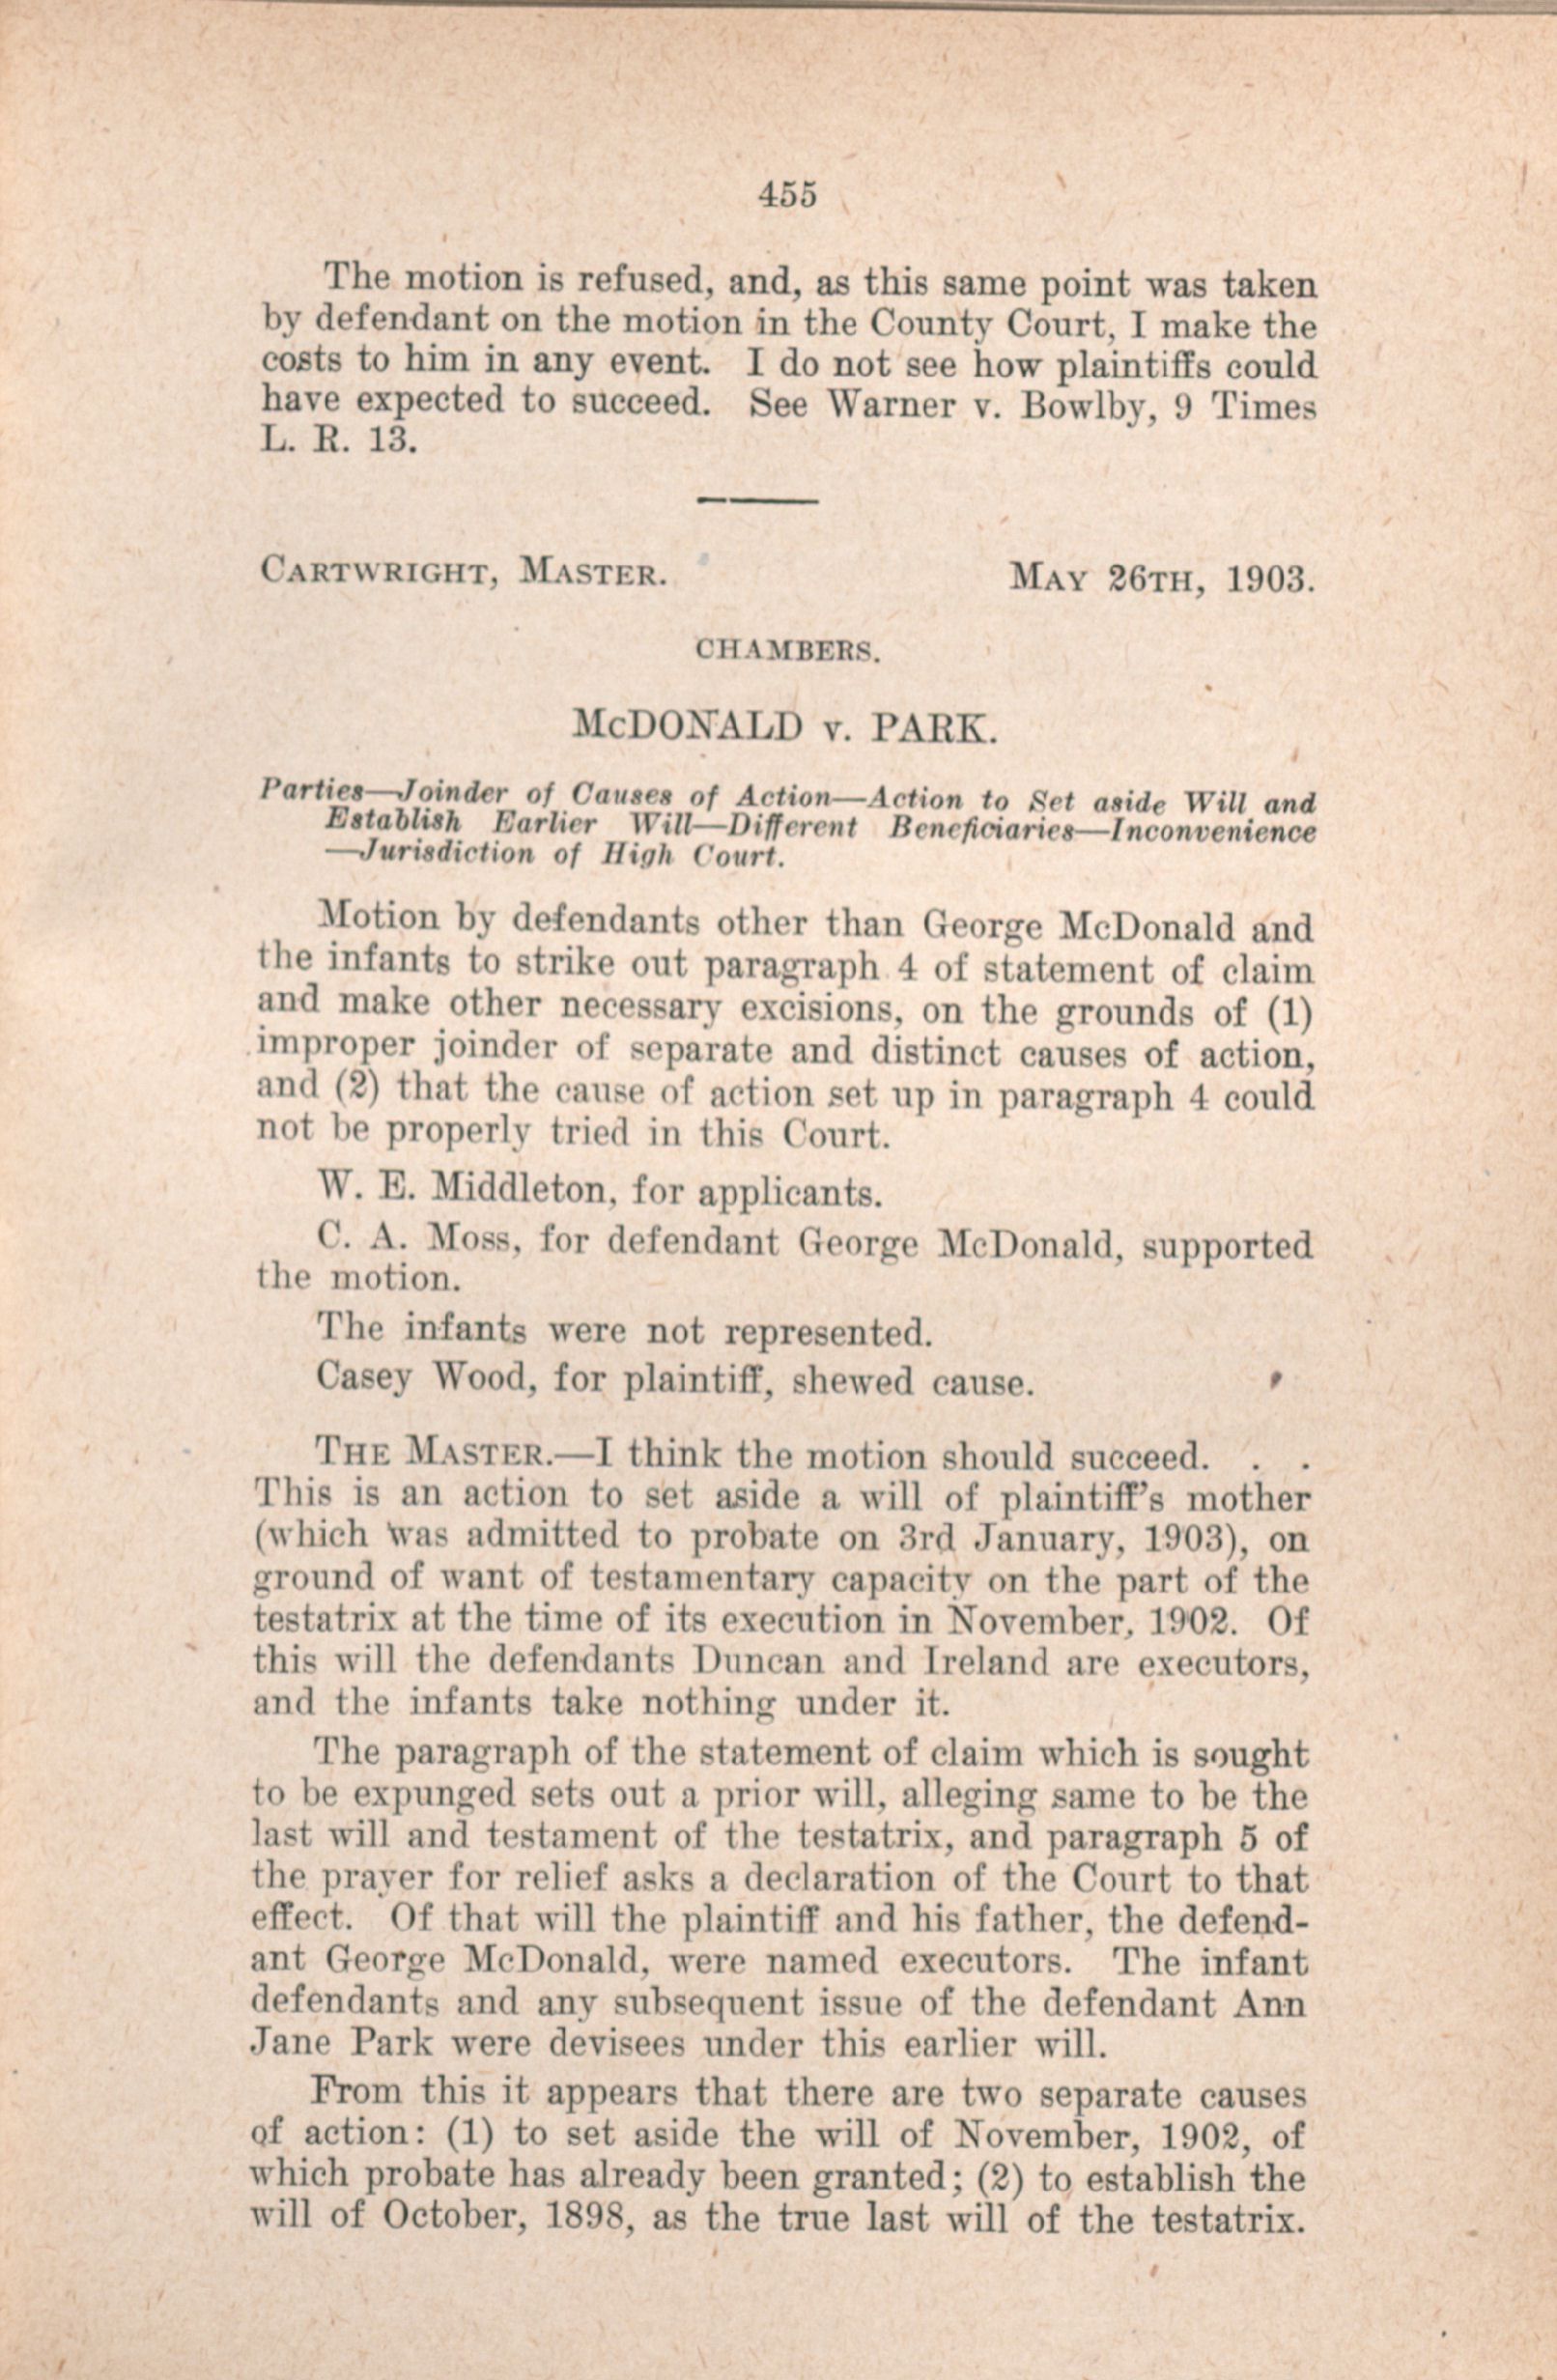 455
The motion is refused, and, as this same point was taken
by defendant on the motion in the County Court, I make the
costs to him in any event. I do not see how plaintiffs could
have expected to succeed. See Warner v. Bowlby, 9 Times
L. R. 13.
CARTWRIGHT, MASTER. MAY 26TH, 1903.
CHAMBERS.
McDONALD v. PARK.
Parties—Joinder of Causes of Action—Action to Set aside Will and
Establish Earlier Will—Different Beneficiaries—Inconvenience
—Jurisdiction of High Court.
Motion by defendants other than George McDonald and
the infants to strike out paragraph 4 of statement of claim
and make other necessary excisions, on the grounds of (1)
improper joinder of separate and distinct causes of action,
and (2) that the cause of action set up in paragraph 4 could
not be properly tried in this Court.
W. E. Middleton, for applicants.
C. A. Moss, for defendant George McDonald, supported
the motion.
The infants were not represented.
Casey Wood, for plaintiff, shewed cause.
THE MASTER.—I think the motion should succeed. . .
This is an action to set aside a will of plaintiff's mother
(which was admitted to probate on 3rd January, 1903), on
ground of want of testamentary capacity on the part of the
testatrix at the time of its execution in November, 1902. Of
this will the defendants Duncan and Ireland are executors,
and the infants take nothing under it.
The paragraph of the statement of claim which is sought
to be expunged sets out a prior will, alleging same to be the
last will and testament of the testatrix, and paragraph 5 of
the prayer for relief asks a declaration of the Court to that
effect. Of that will the plaintiff and his father, the defend-
ant George McDonald, were named executors. The infant
defendants and any subsequent issue of the defendant Ann
Jane Park were devisees under this earlier will.
From this it appears that there are two separate causes
of action: (1) to set aside the will of November, 1902, of
which probate has already been granted; (2) to establish the
will of October, 1898, as the true last will of the testatrix.